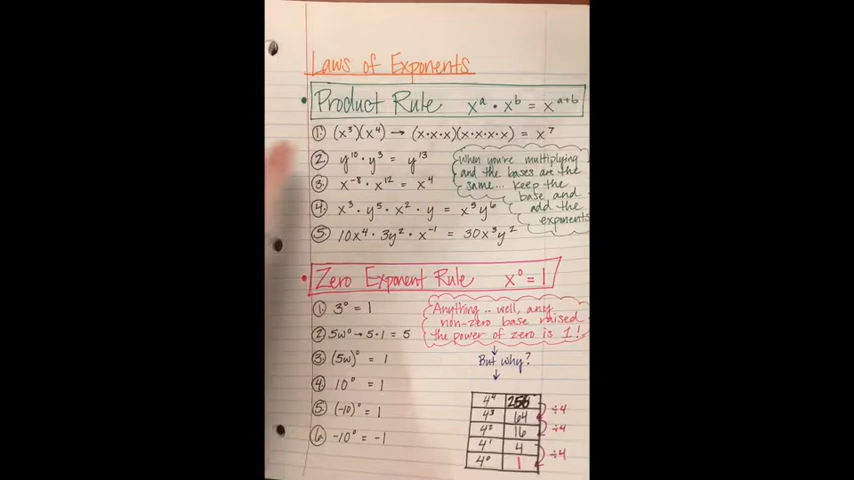 Laws of Exponents
Product Rule xᵃ · xᵇ = xᵃ⁺ᵇ
1. (x³)(x⁴) → (x·x·x)(x·x·x·x) = x⁷
2. y¹⁰ · y³ = y¹³
3. x⁻⁸ · x¹² = x⁴
4. x³ · y⁵ · x² · y = x⁵y⁶
5. 10x⁴ · 3y² · x⁻¹ = 30x³y²
When you're multiplying
and the bases are the
same... keep the
base and
add the
exponents
Zero Exponent Rule x⁰ = 1
1. 3⁰ = 1
2. 5w⁰ → 5·1 = 5
3. (5w)⁰ = 1
4. 10⁰ = 1
5. (-10)⁰ = 1
6. -10⁰ = -1
Anything .. well, any
non-zero base raised
the power of zero is 1!
But why?
4⁴ 256
4³ 64 ÷4
4² 16 ÷4
4¹ 4
4⁰ 1 ÷4